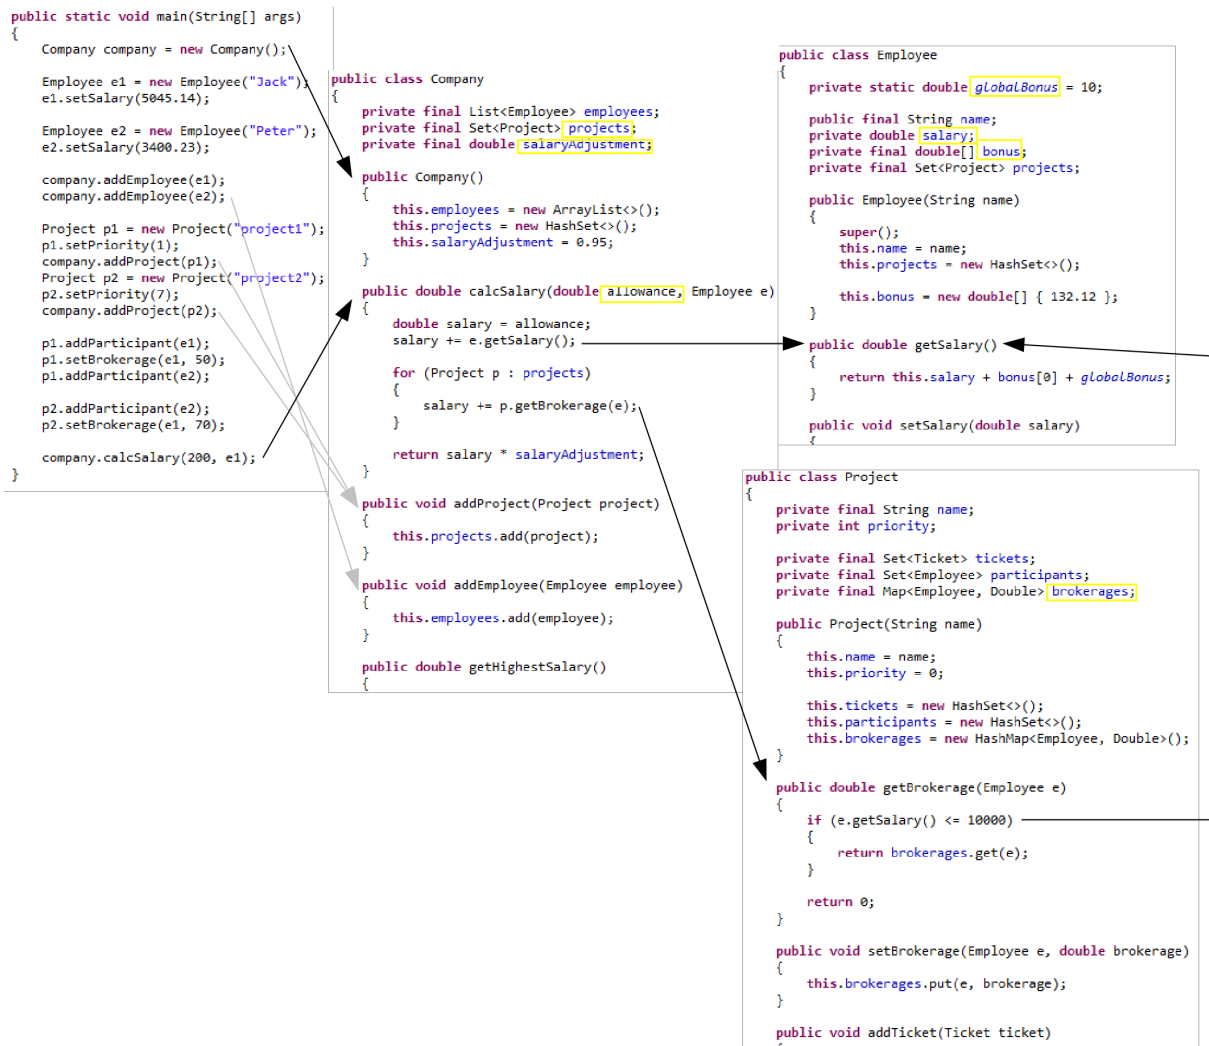 public static void main(String[] args)
{
Company company = new Company();
Employee e1 = new Employee("Jack");
e1.setSalary(5045.14);
Employee e2 = new Employee("Peter");
e2.setSalary(3400.23);
company.addEmployee(e1);
company.addEmployee(e2);
Project p1 = new Project("project1");
p1.setPriority(1);
company.addProject(p1);
Project p2 = new Project("project2");
p2.setPriority(7);
company.addProject(p2);
p1.addParticipant(e1);
p1.setBrokerage(e1, 50);
p1.addParticipant(e2);
p2.addParticipant(e2);
p2.setBrokerage(e1, 70);
company.calcSalary(200, e1);
}
public class Company
{
private final List<Employee> employees;
private final Set<Project> projects;
private final double salaryAdjustment;
public Company()
{
this.employees = new ArrayList<>();
this.projects = new HashSet<>();
this.salaryAdjustment = 0.95;
}
public double calcSalary(double allowance, Employee e)
{
double salary = allowance;
salary += e.getSalary();
for (Project p : projects)
{
salary += p.getBrokerage(e);
}
return salary * salaryAdjustment;
}
public void addProject(Project project)
{
this.projects.add(project);
}
public void addEmployee(Employee employee)
{
this.employees.add(employee);
}
public double getHighestSalary()
{
public class Employee
{
private static double globalBonus = 10;
public final String name;
private double salary;
private final double[] bonus;
private final Set<Project> projects;
public Employee(String name)
{
super();
this.name = name;
this.projects = new HashSet<>();
this.bonus = new double[] { 132.12 };
}
public double getSalary()
{
return this.salary + bonus[0] + globalBonus;
}
public void setSalary(double salary)
{
public class Project
{
private final String name;
private int priority;
private final Set<Ticket> tickets;
private final Set<Employee> participants;
private final Map<Employee, Double> brokerages;
public Project(String name)
{
this.name = name;
this.priority = 0;
this.tickets = new HashSet<>();
this.participants = new HashSet<>();
this.brokerages = new HashMap<Employee, Double>();
}
public double getBrokerage(Employee e)
{
if (e.getSalary() <= 10000)
{
return brokerages.get(e);
}
return 0;
}
public void setBrokerage(Employee e, double brokerage)
{
this.brokerages.put(e, brokerage);
}
public void addTicket(Ticket ticket)
{